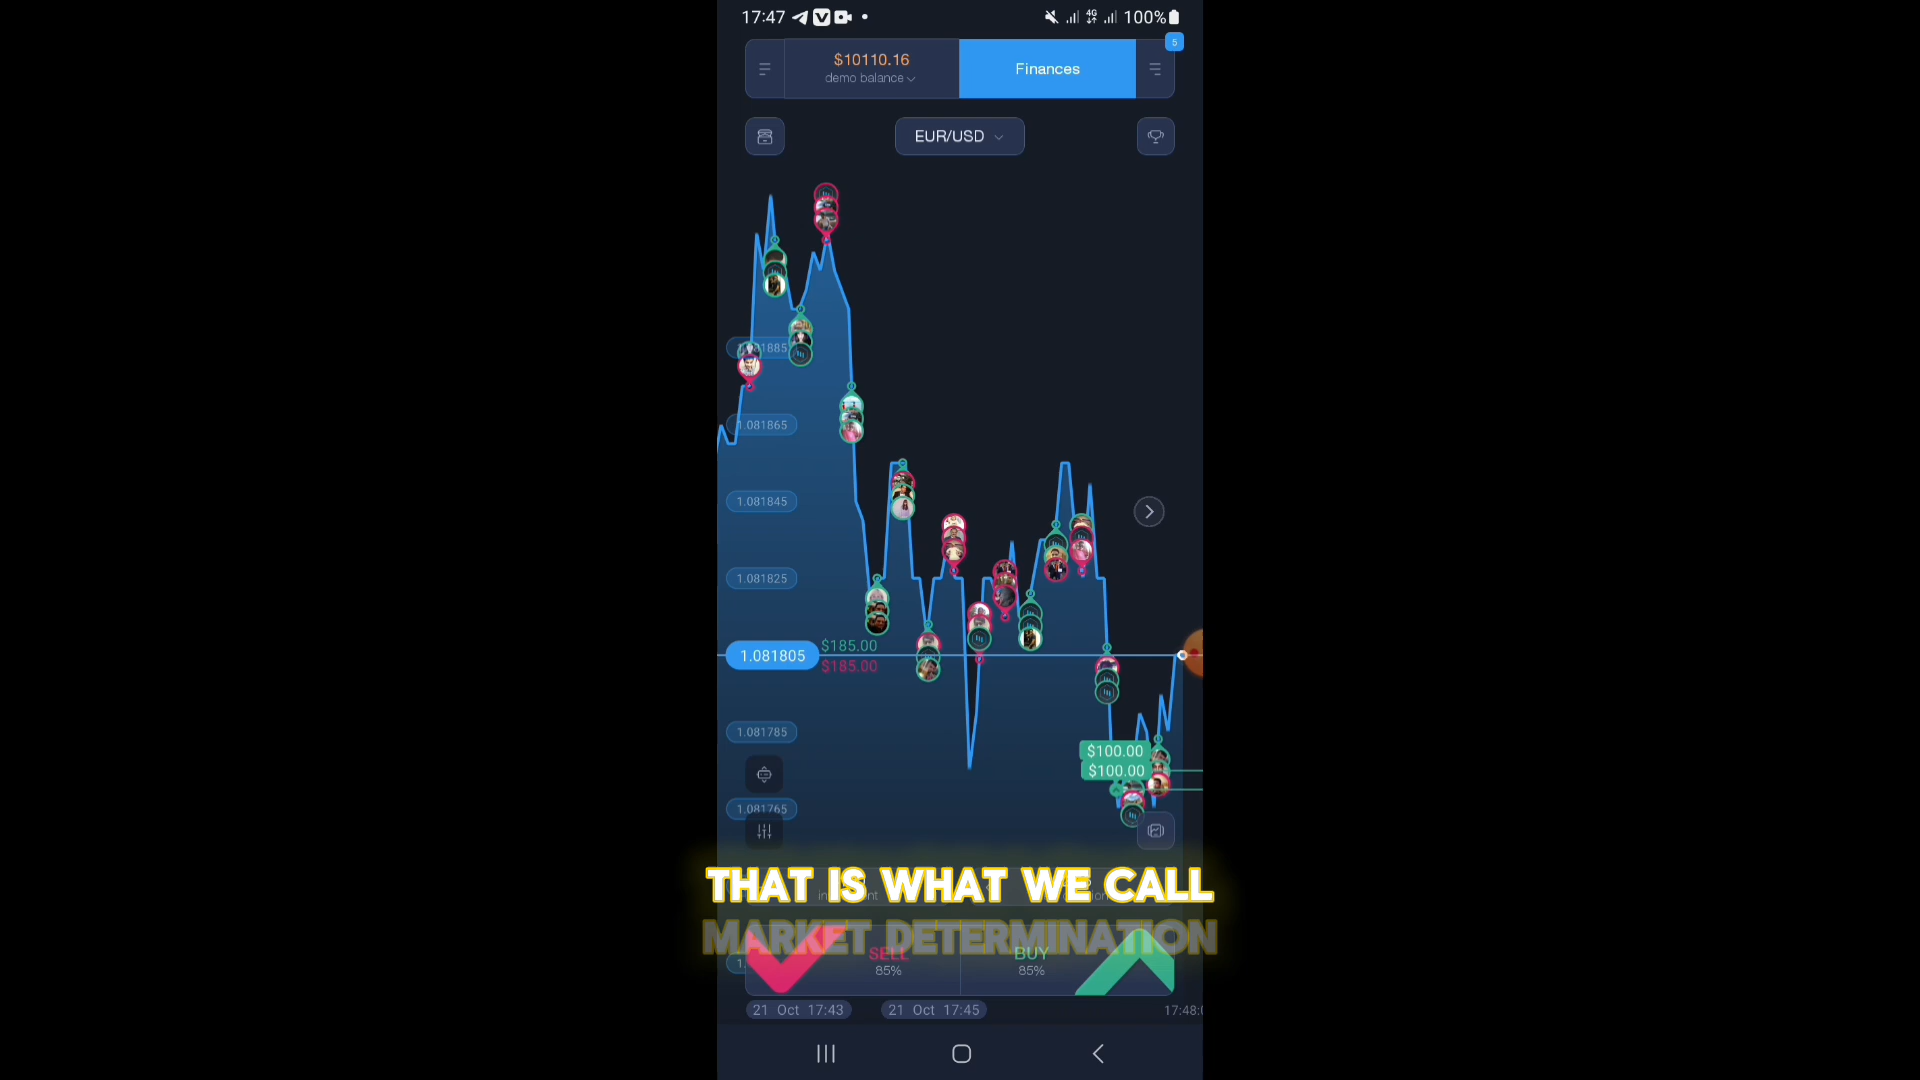 17:47 4G 100%
5
$10110.16
demo balance
Finances
EUR/USD
1.081865
1.081845
1.081825
1.081805
$185.00
$185.00
1.081785
$100.00
$100.00
1.081765
THAT IS WHAT WE CALL
MARKET DETERMINATION
SELL
85%
BUY
85%
21 Oct 17:43
21 Oct 17:45